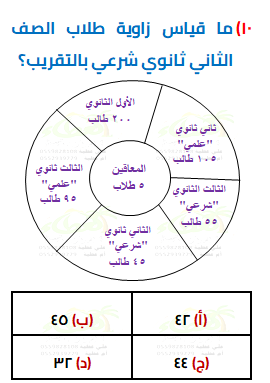 ١٠) ما قياس زاوية طلاب الصف
الثاني ثانوي شرعي بالتقريب؟
الأول الثانوي
٢٠٠ طالب
ثاني ثانوي
"علمي"
١٠٥ طالب
المعاقين
٥ طلاب
الثالث ثانوي
"علمي"
٩٥ طالب
الثالث الثانوي
"شرعي"
٥٥ طالب
الثاني ثانوي
"شرعي"
٤٥ طالب
(أ) ٤٢
(ب) ٤٥
(ج) ٤٤
(د) ٣٢